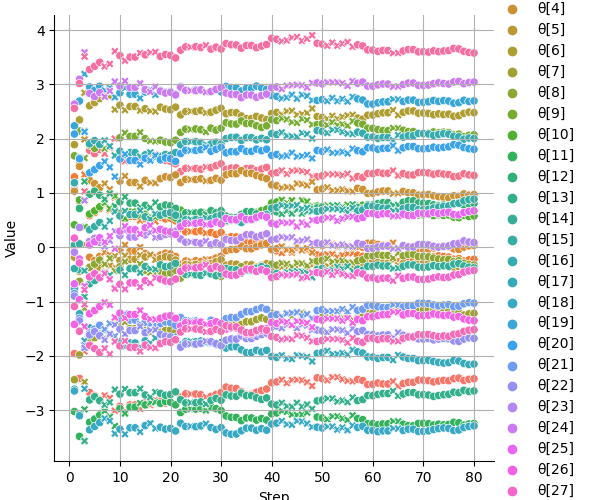 4
3
2
1
0
−1
−2
−3
Value
0
10
20
30
40
50
60
70
80
Step
θ[4]
θ[5]
θ[6]
θ[7]
θ[8]
θ[9]
θ[10]
θ[11]
θ[12]
θ[13]
θ[14]
θ[15]
θ[16]
θ[17]
θ[18]
θ[19]
θ[20]
θ[21]
θ[22]
θ[23]
θ[24]
θ[25]
θ[26]
θ[27]